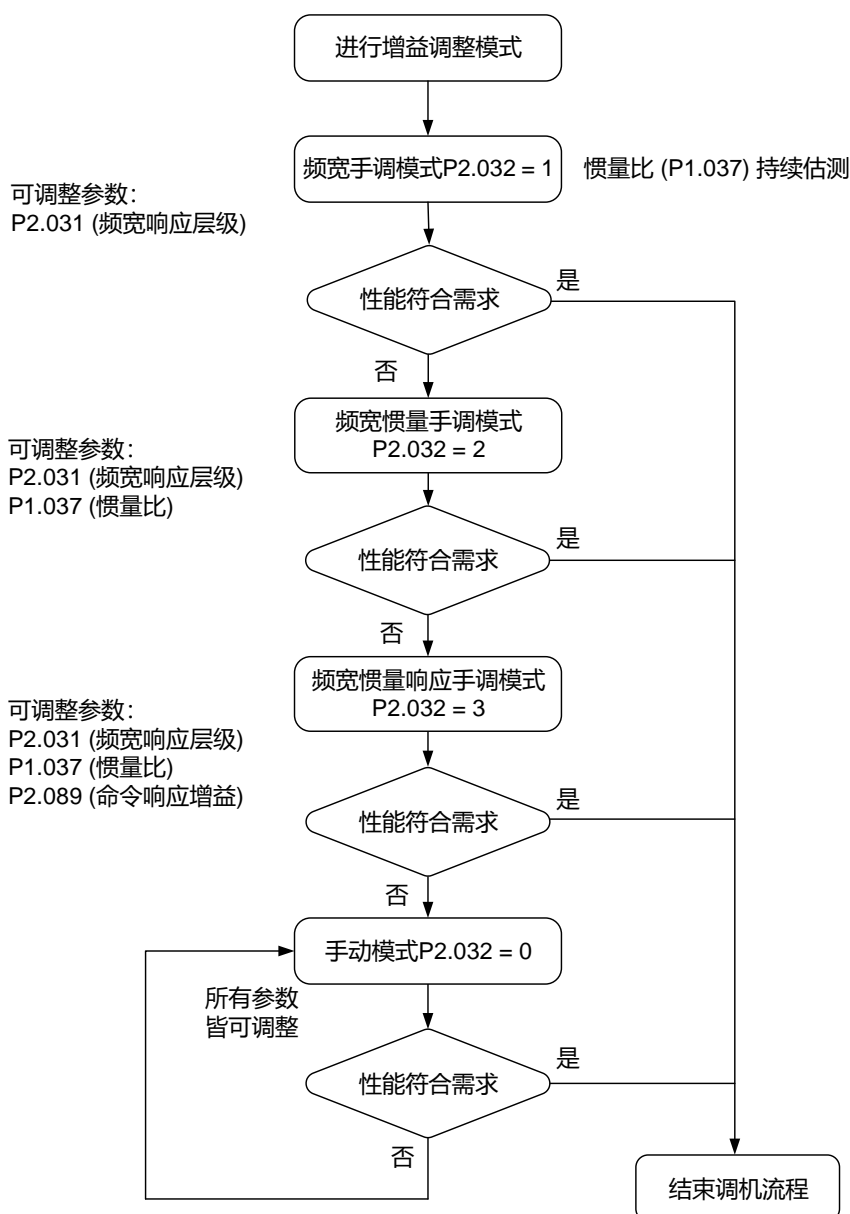 进行增益调整模式
频宽手调模式P2.032 = 1
惯量比 (P1.037) 持续估测
可调整参数：
P2.031 (频宽响应层级)
性能符合需求
是
否
频宽惯量手调模式
P2.032 = 2
可调整参数：
P2.031 (频宽响应层级)
P1.037 (惯量比)
性能符合需求
是
否
频宽惯量响应手调模式
P2.032 = 3
可调整参数：
P2.031 (频宽响应层级)
P1.037 (惯量比)
P2.089 (命令响应增益)
性能符合需求
是
否
手动模式P2.032 = 0
所有参数
皆可调整
性能符合需求
是
否
结束调机流程